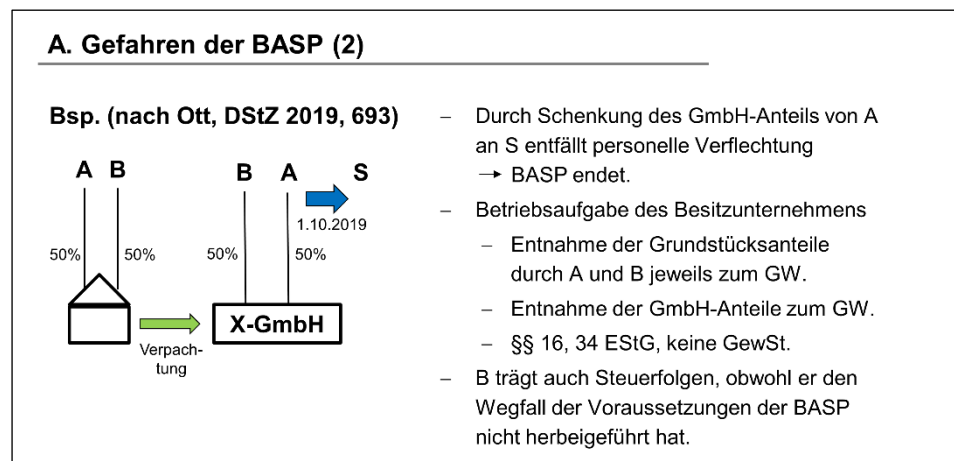 A. Gefahren der BASP (2)
Bsp. (nach Ott, DStZ 2019, 693)
A B
B A S
1.10.2019
50% 50%
50% 50%
X-GmbH
Verpach-
tung
– Durch Schenkung des GmbH-Anteils von A
an S entfällt personelle Verflechtung
→ BASP endet.
– Betriebsaufgabe des Besitzunternehmens
– Entnahme der Grundstücksanteile
durch A und B jeweils zum GW.
– Entnahme der GmbH-Anteile zum GW.
– §§ 16, 34 EStG, keine GewSt.
– B trägt auch Steuerfolgen, obwohl er den
Wegfall der Voraussetzungen der BASP
nicht herbeigeführt hat.